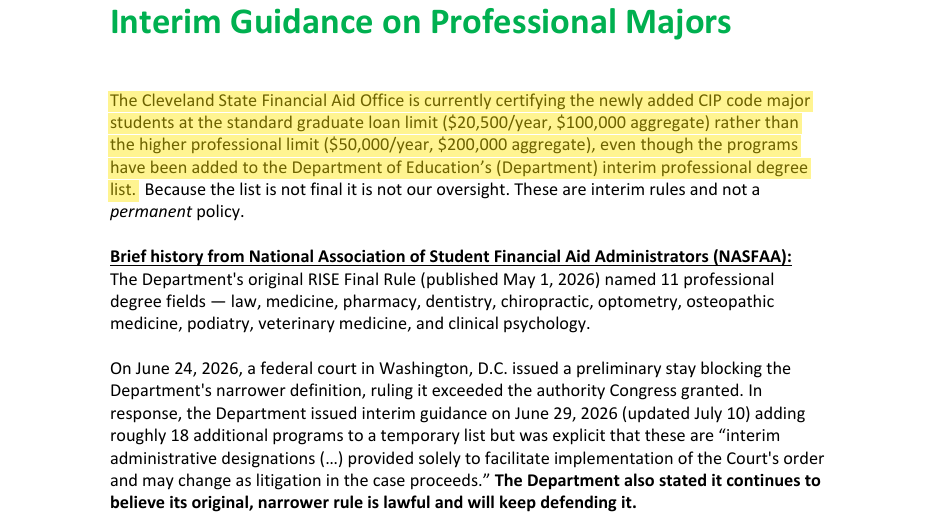 Interim Guidance on Professional Majors
The Cleveland State Financial Aid Office is currently certifying the newly added CIP code major
students at the standard graduate loan limit ($20,500/year, $100,000 aggregate) rather than
the higher professional limit ($50,000/year, $200,000 aggregate), even though the programs
have been added to the Department of Education’s (Department) interim professional degree
list. Because the list is not final it is not our oversight. These are interim rules and not a
permanent policy.
Brief history from National Association of Student Financial Aid Administrators (NASFAA):
The Department's original RISE Final Rule (published May 1, 2026) named 11 professional
degree fields — law, medicine, pharmacy, dentistry, chiropractic, optometry, osteopathic
medicine, podiatry, veterinary medicine, and clinical psychology.
On June 24, 2026, a federal court in Washington, D.C. issued a preliminary stay blocking the
Department's narrower definition, ruling it exceeded the authority Congress granted. In
response, the Department issued interim guidance on June 29, 2026 (updated July 10) adding
roughly 18 additional programs to a temporary list but was explicit that these are “interim
administrative designations (…) provided solely to facilitate implementation of the Court's order
and may change as litigation in the case proceeds.” The Department also stated it continues to
believe its original, narrower rule is lawful and will keep defending it.